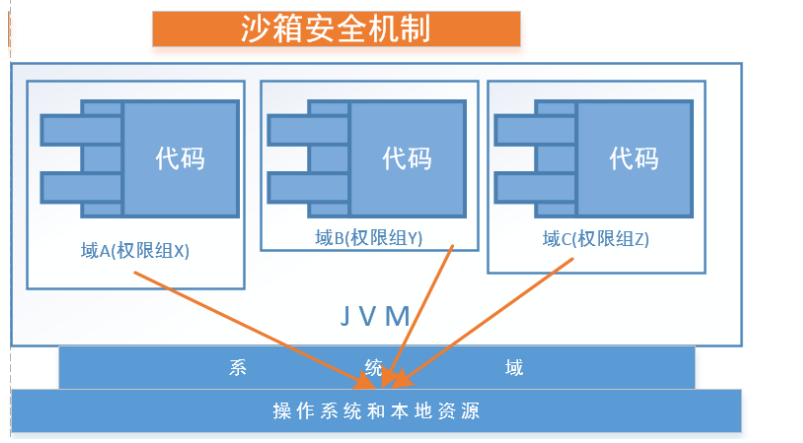 沙箱安全机制
代码
代码
代码
域A(权限组X)
域B(权限组Y)
域C(权限组Z)
JVM
系统域
操作系统和本地资源